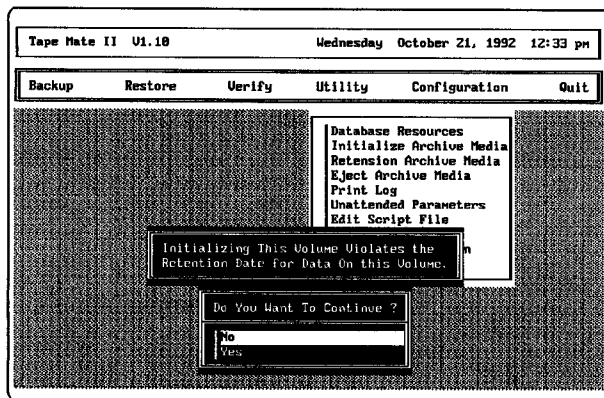 Tape Mate II V1.10 Wednesday October 21, 1992 12:33 pm
Backup Restore Verify Utility Configuration Quit
Database Resources
Initialize Archive Media
Retension Archive Media
Eject Archive Media
Print Log
Unattended Parameters
Edit Script File
Initializing This Volume Violates the
Retention Date for Data On this Volume.
Do You Want To Continue ?
No
Yes